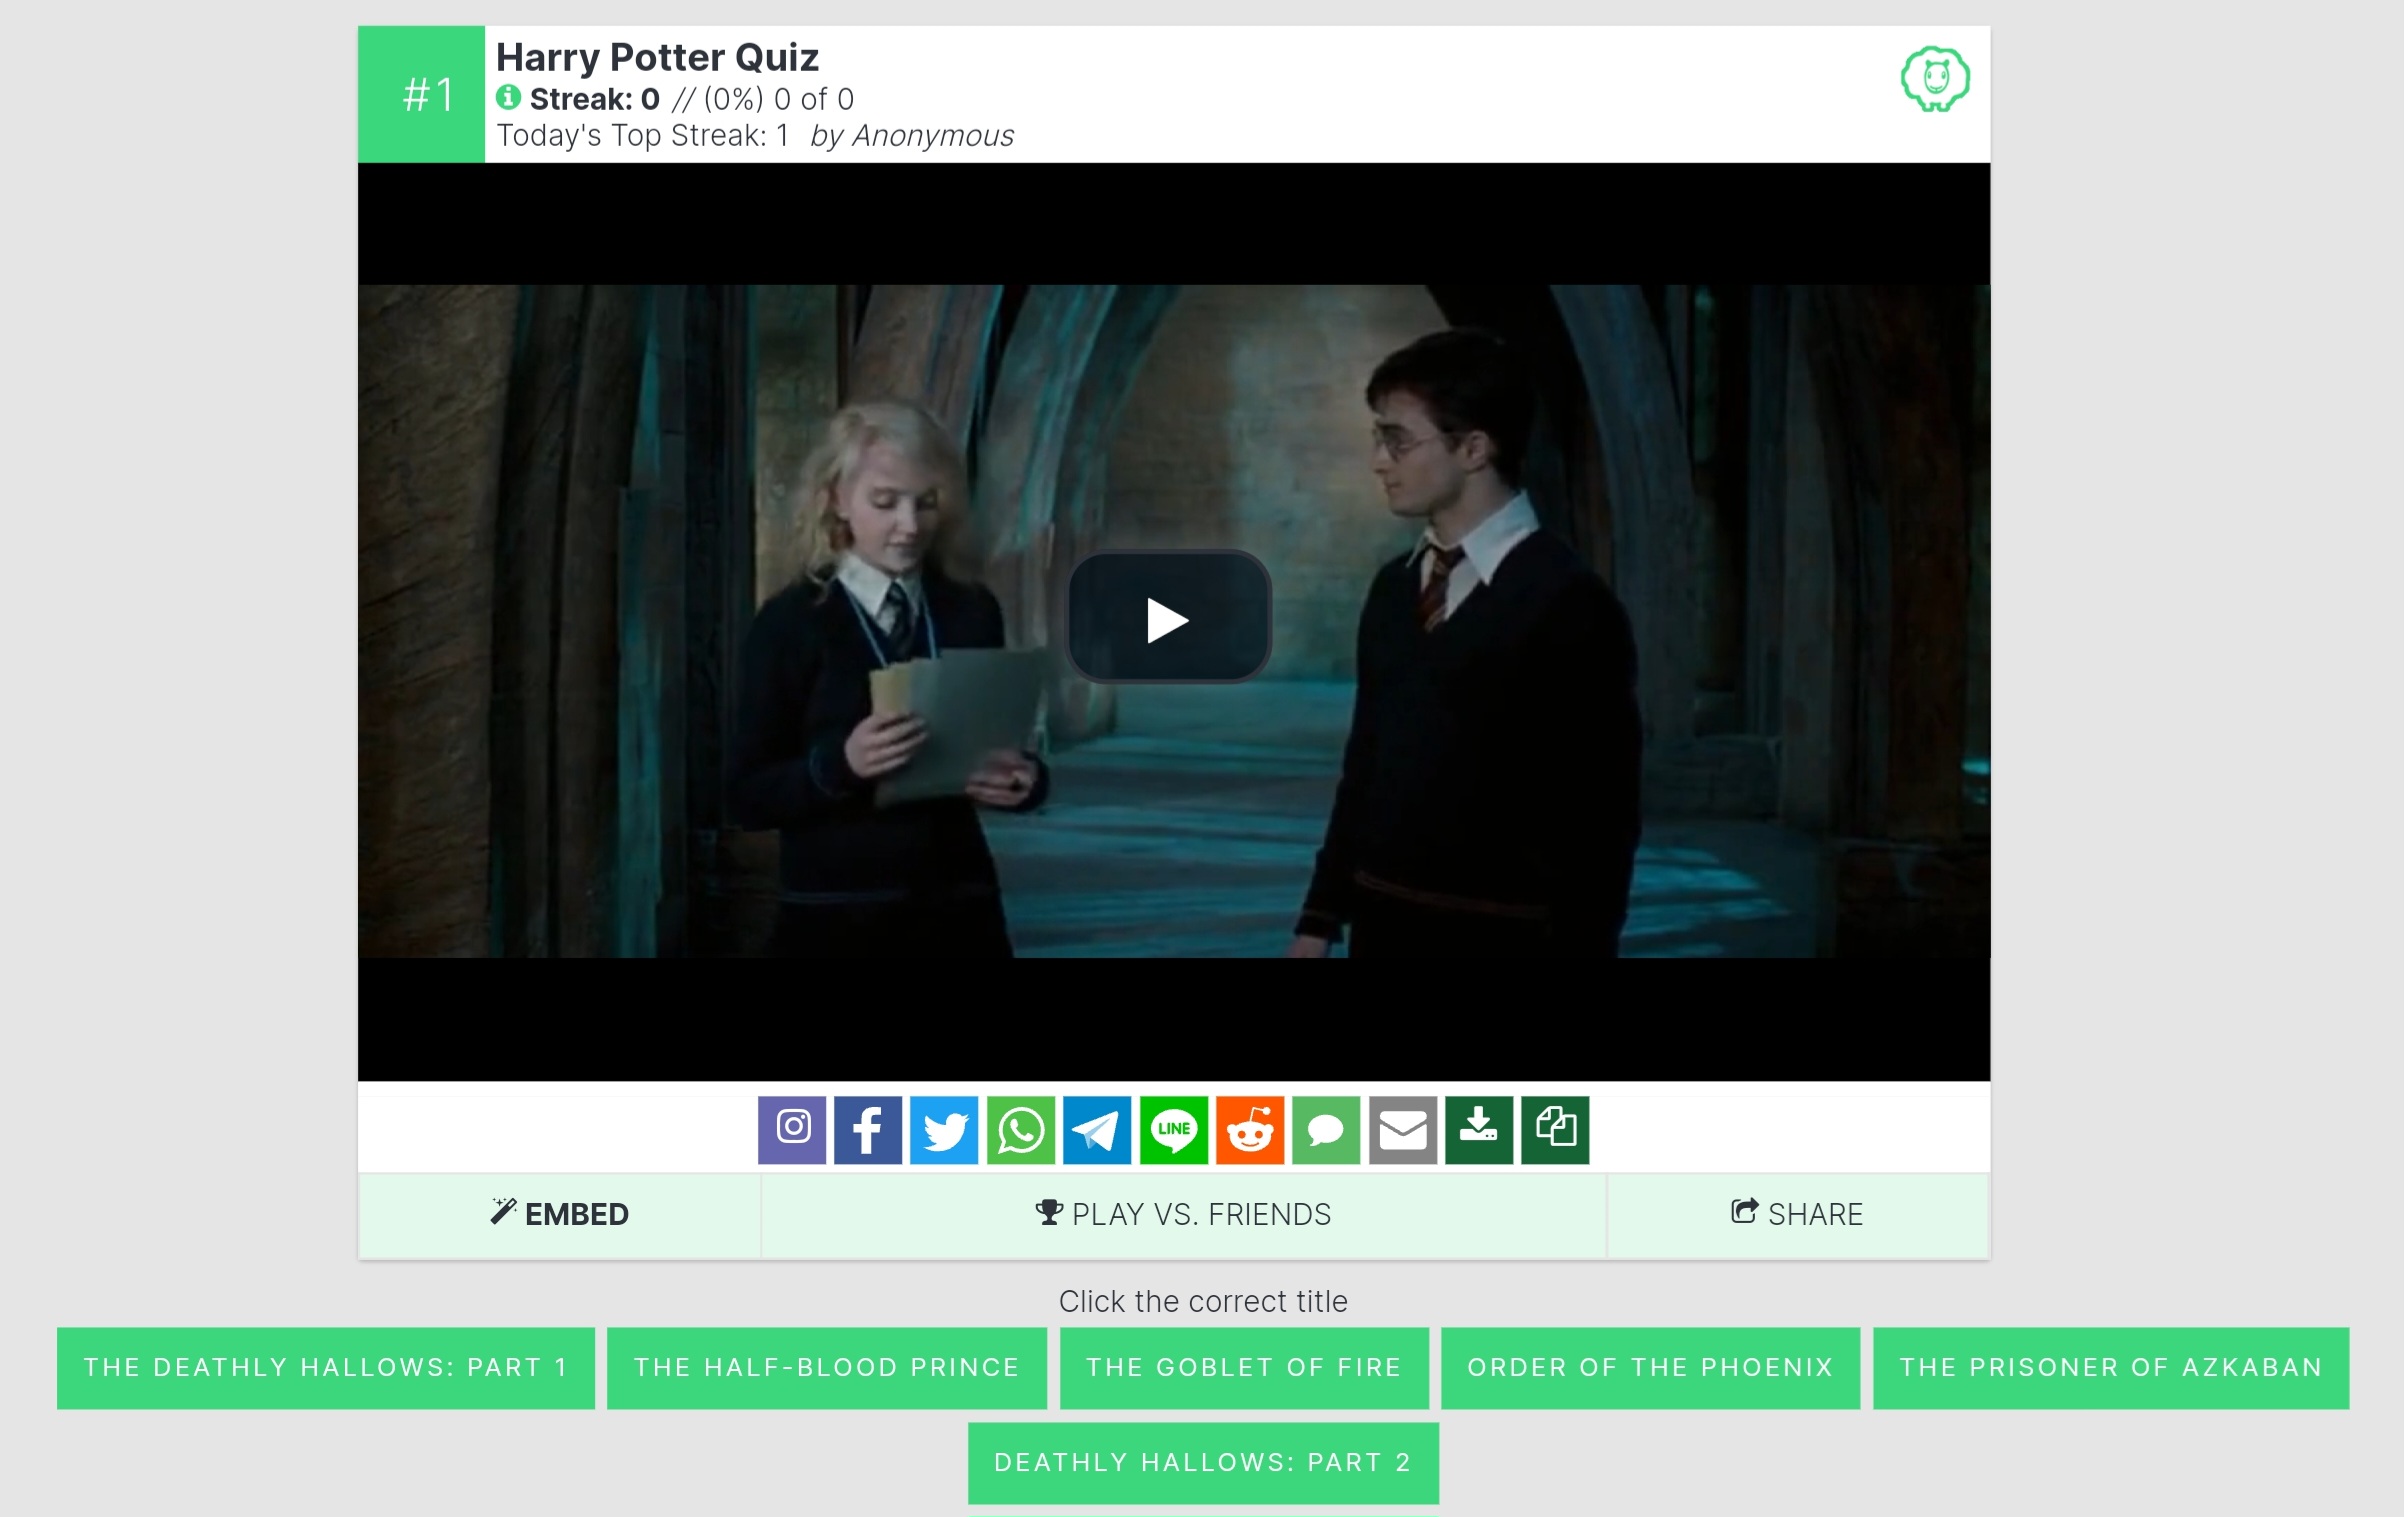 #1
Harry Potter Quiz
Streak: 0 // (0%) 0 of 0
Today's Top Streak: 1 by Anonymous
LINE
EMBED
PLAY VS. FRIENDS
SHARE
Click the correct title
THE DEATHLY HALLOWS: PART 1
THE HALF-BLOOD PRINCE
THE GOBLET OF FIRE
ORDER OF THE PHOENIX
THE PRISONER OF AZKABAN
DEATHLY HALLOWS: PART 2